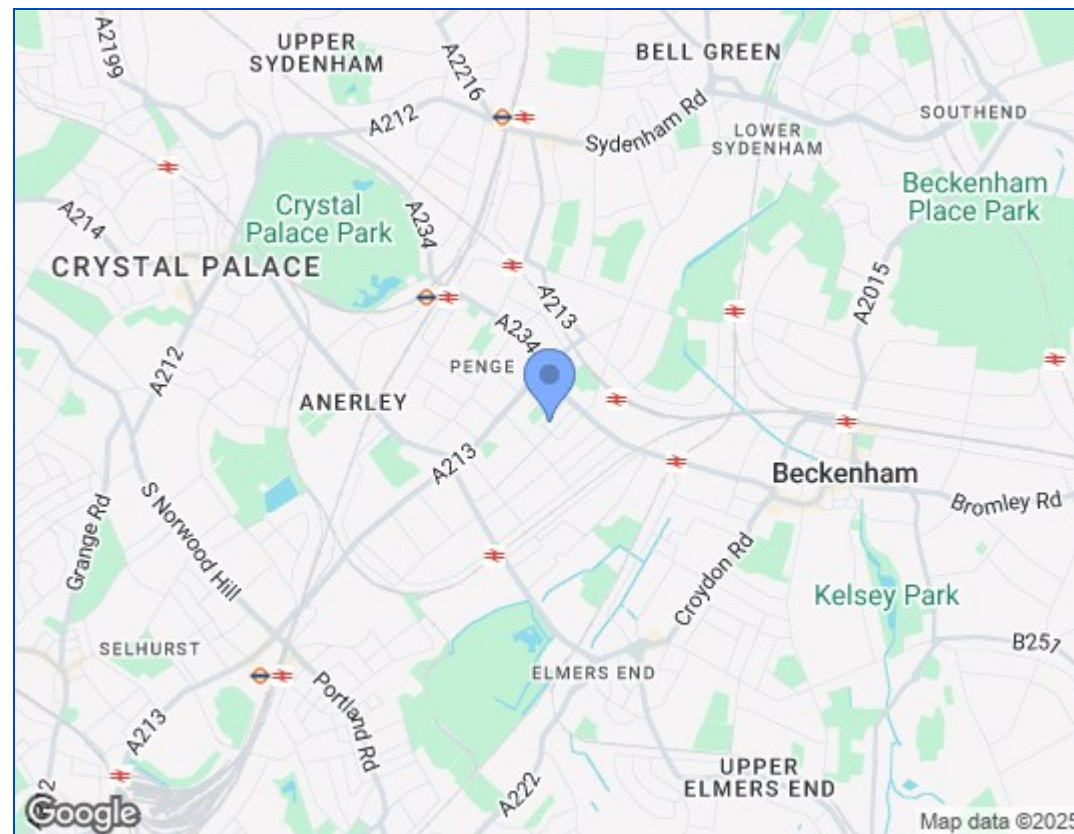 A2199
UPPER
SYDENHAM
A2216
BELL GREEN
A212
Sydenham Rd
LOWER
SYDENHAM
SOUTHEND
A214
Crystal
Palace Park
A234
Beckenham
Place Park
CRYSTAL PALACE
A213
A234
A2015
A212
PENGE
ANERLEY
A213
Beckenham
Bromley Rd
Grange Rd
S Norwood Hill
Croydon Rd
Kelsey Park
B251
SELHURST
ELMERS END
Portland Rd
A213
A222
UPPER
ELMERS END
Google
Map data ©2025